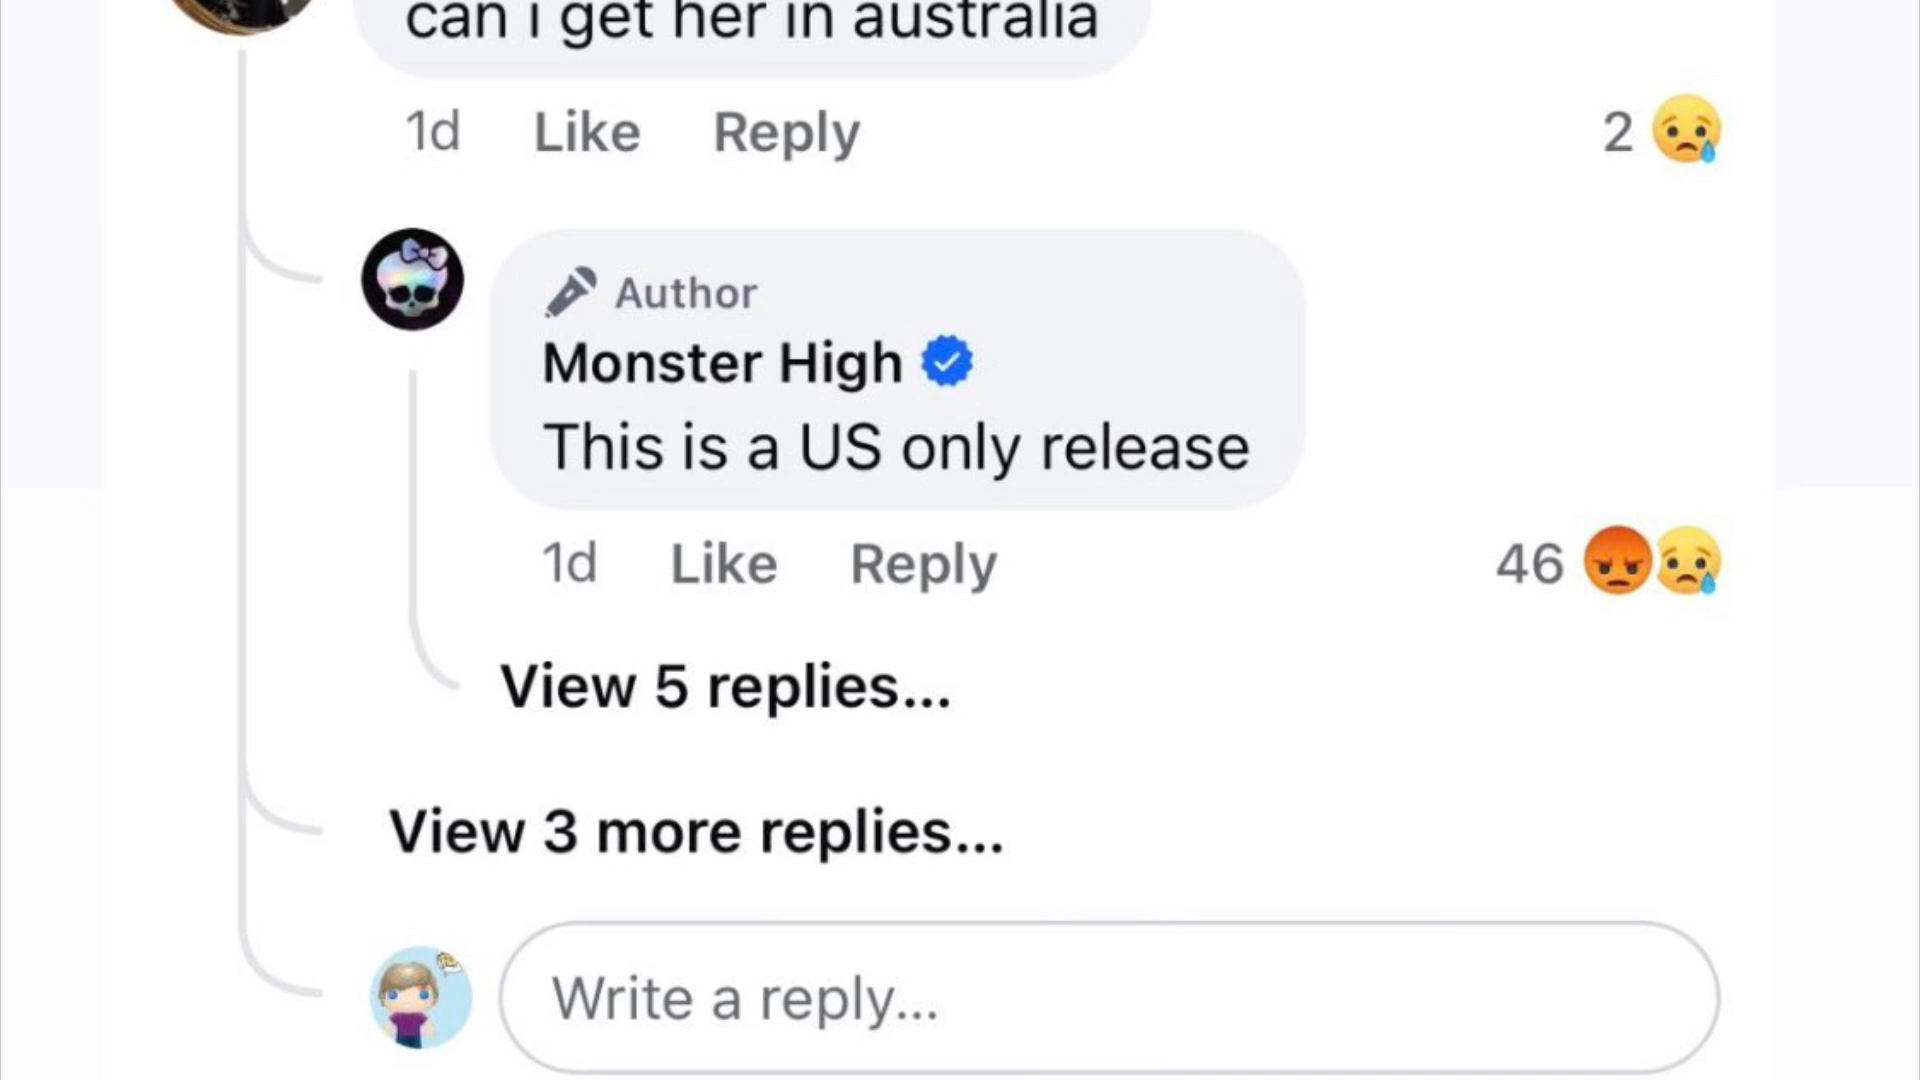 can i get her in australia
1d Like Reply 2
Author
Monster High
This is a US only release
1d Like Reply 46
View 5 replies...
View 3 more replies...
Write a reply...